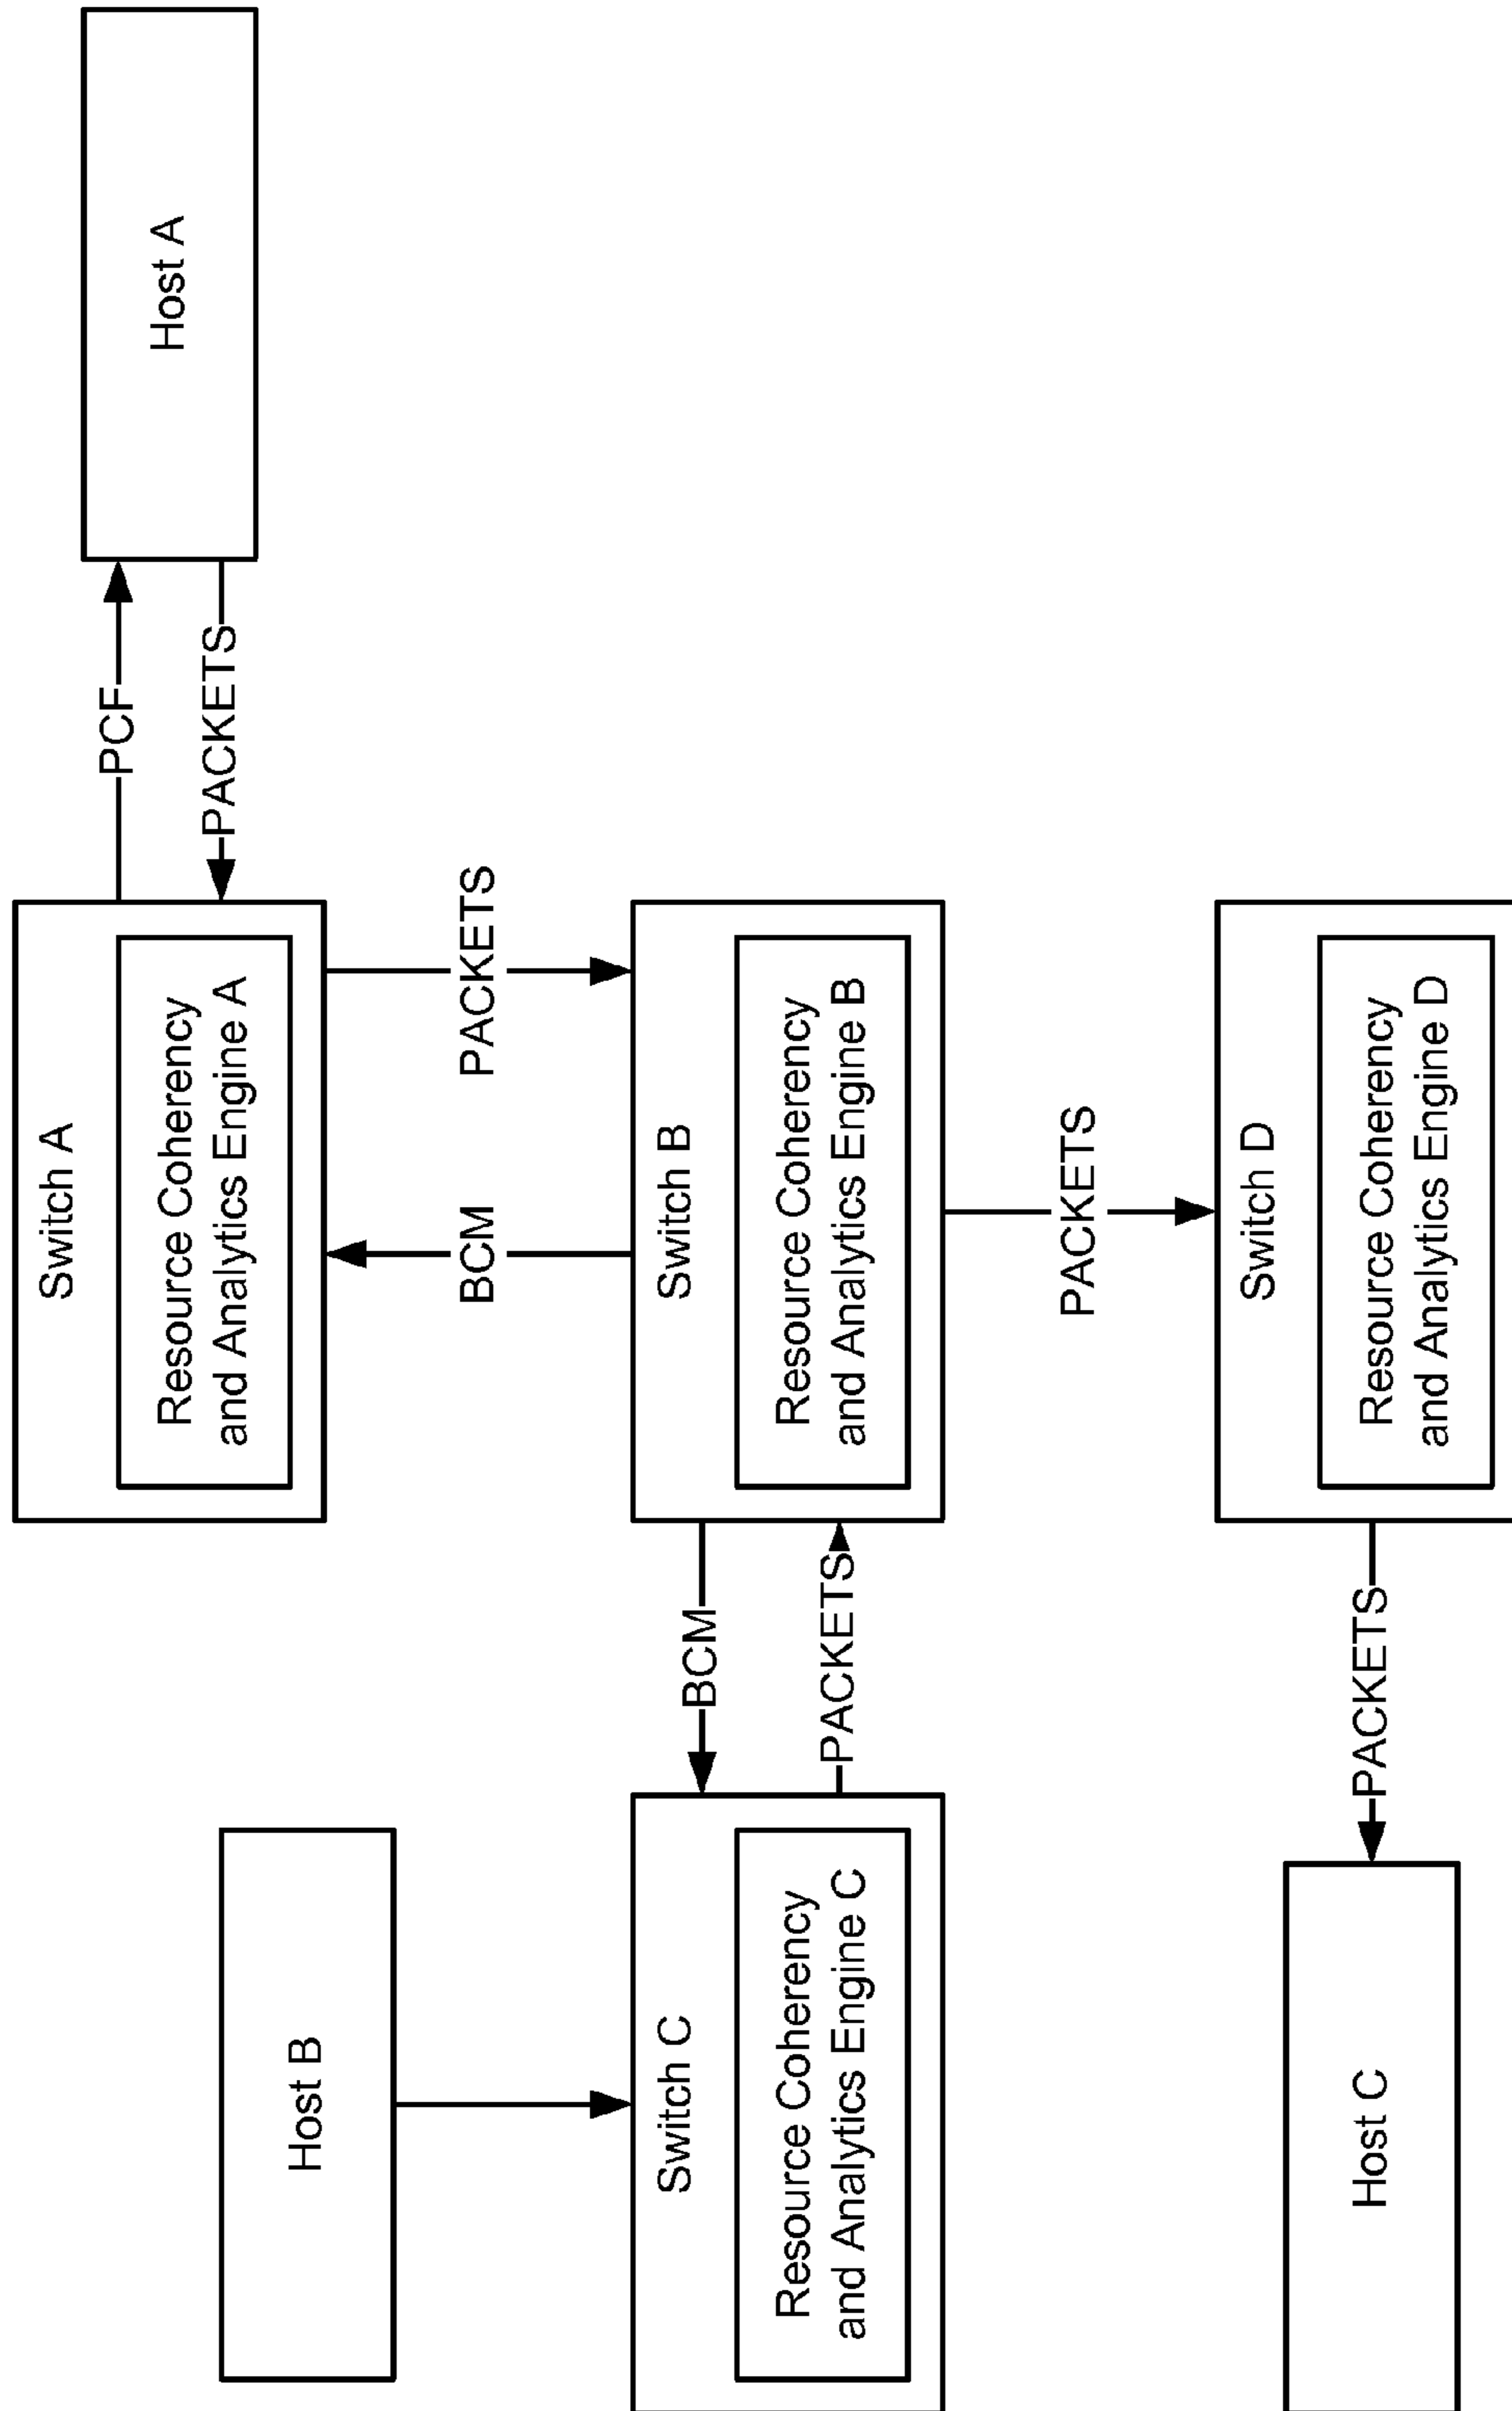 Host A
PCF
PACKETS
Switch A
Resource Coherency
and Analytics Engine A
PACKETS
BCM
Switch B
Resource Coherency
and Analytics Engine B
BCM
PACKETS
Host B
Switch C
Resource Coherency
and Analytics Engine C
PACKETS
Switch D
Resource Coherency
and Analytics Engine D
PACKETS
Host C